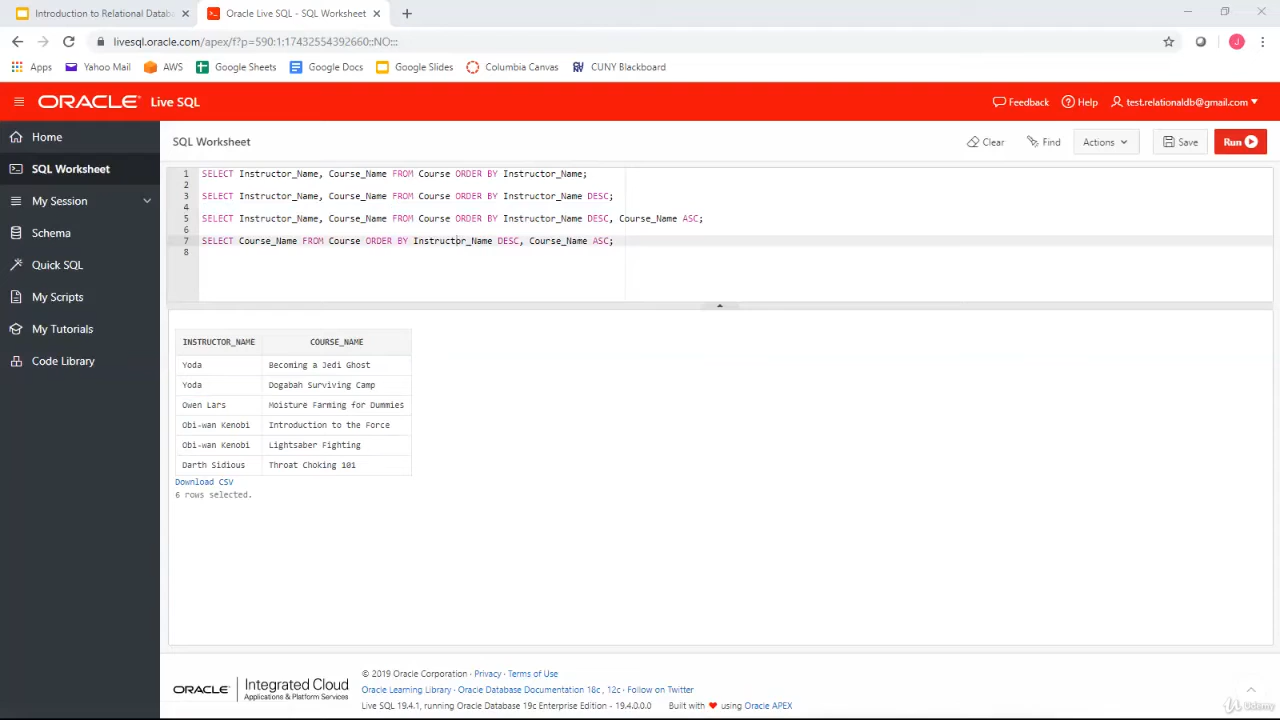 Introduction to Relational Datab
Oracle Live SQL - SQL Worksheet
livesql.oracle.com/apex/f?p=590:1:17432554392660::NO:::
Apps
Yahoo Mail
AWS
Google Sheets
Google Docs
Google Slides
Columbia Canvas
CUNY Blackboard
J
ORACLE Live SQL
Feedback
Help
test.relationaldb@gmail.com
Home
SQL Worksheet
My Session
Schema
Quick SQL
My Scripts
My Tutorials
Code Library
SQL Worksheet
Clear
Find
Actions
Save
Run
1 SELECT Instructor_Name, Course_Name FROM Course ORDER BY Instructor_Name;
2
3 SELECT Instructor_Name, Course_Name FROM Course ORDER BY Instructor_Name DESC;
4
5 SELECT Instructor_Name, Course_Name FROM Course ORDER BY Instructor_Name DESC, Course_Name ASC;
6
7 SELECT Course_Name FROM Course ORDER BY Instructor_Name DESC, Course_Name ASC;
8
INSTRUCTOR_NAME COURSE_NAME
Yoda Becoming a Jedi Ghost
Yoda Dogabah Surviving Camp
Owen Lars Moisture Farming for Dummies
Obi-wan Kenobi Introduction to the Force
Obi-wan Kenobi Lightsaber Fighting
Darth Sidious Throat Choking 101
Download CSV
6 rows selected.
ORACLE Integrated Cloud
Applications & Platform Services
© 2019 Oracle Corporation · Privacy · Terms of Use
Oracle Learning Library · Oracle Database Documentation 18c, 12c · Follow on Twitter
Live SQL 19.4.1, running Oracle Database 19c Enterprise Edition - 19.4.0.0.0 Built with ♥ using Oracle APEX
Udemy